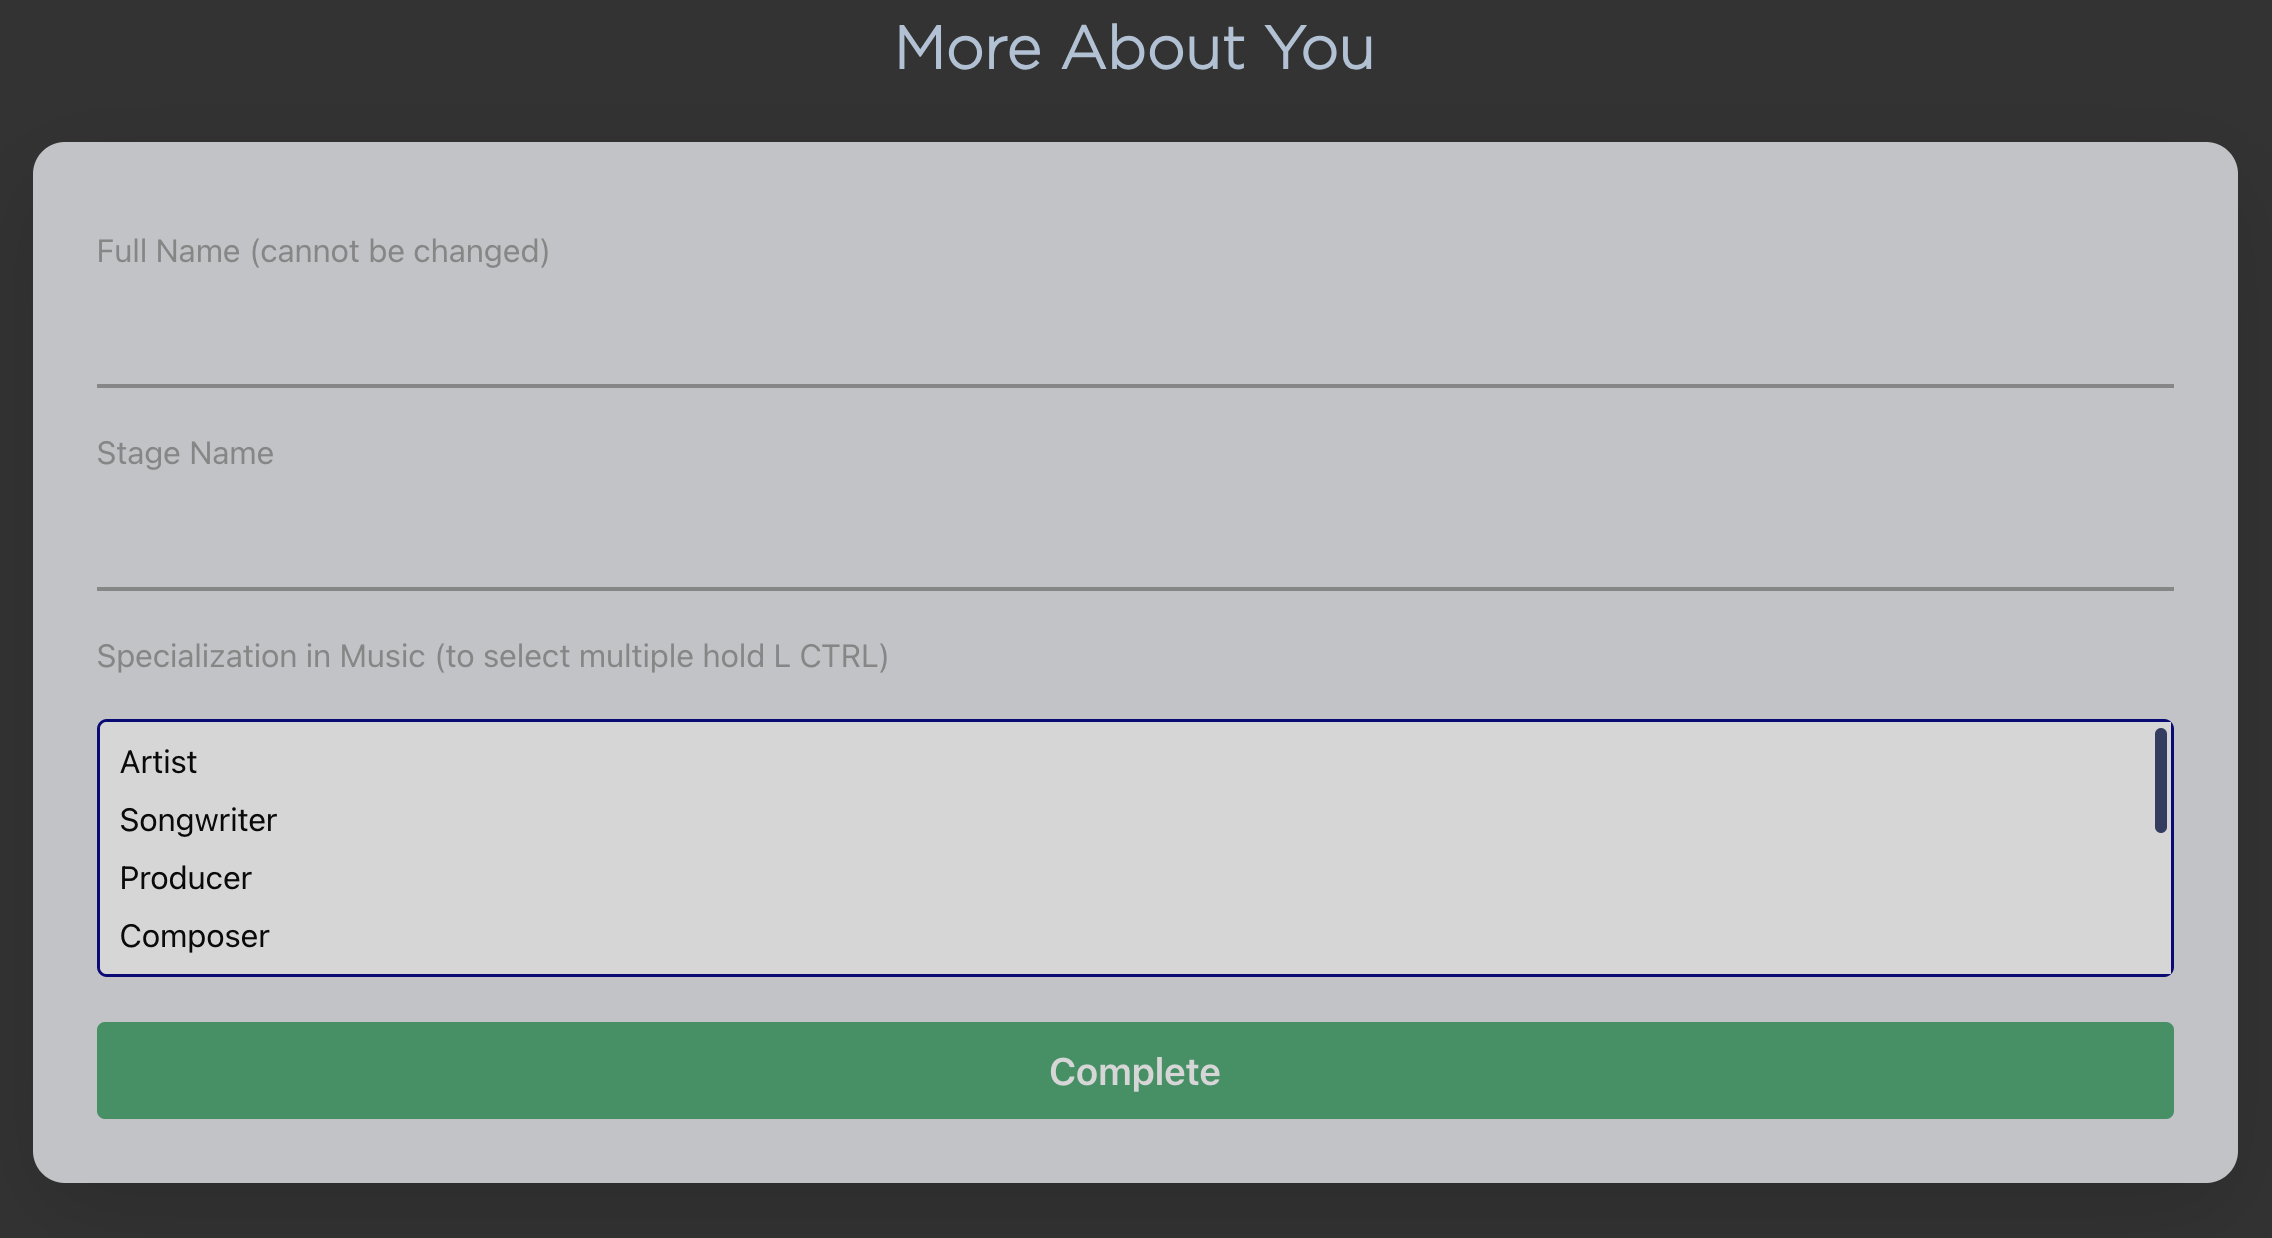 More About You
Full Name (cannot be changed)
Stage Name
Specialization in Music (to select multiple hold L CTRL)
Artist
Songwriter
Producer
Composer
Complete